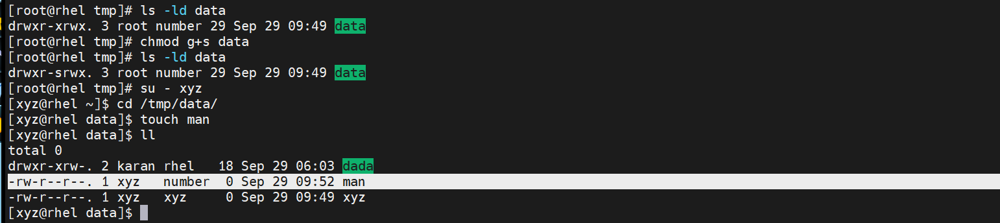 [root@rhel tmp]# ls -ld data
drwxr-xrwx. 3 root number 29 Sep 29 09:49 data
[root@rhel tmp]# chmod g+s data
[root@rhel tmp]# ls -ld data
drwxr-srwx. 3 root number 29 Sep 29 09:49 data
[root@rhel tmp]# su - xyz
[xyz@rhel ~]$ cd /tmp/data/
[xyz@rhel data]$ touch man
[xyz@rhel data]$ ll
total 0
drwxr-xrw-. 2 karan rhel   18 Sep 29 06:03 dada
-rw-r--r--. 1 xyz   number  0 Sep 29 09:52 man
-rw-r--r--. 1 xyz   xyz     0 Sep 29 09:49 xyz
[xyz@rhel data]$